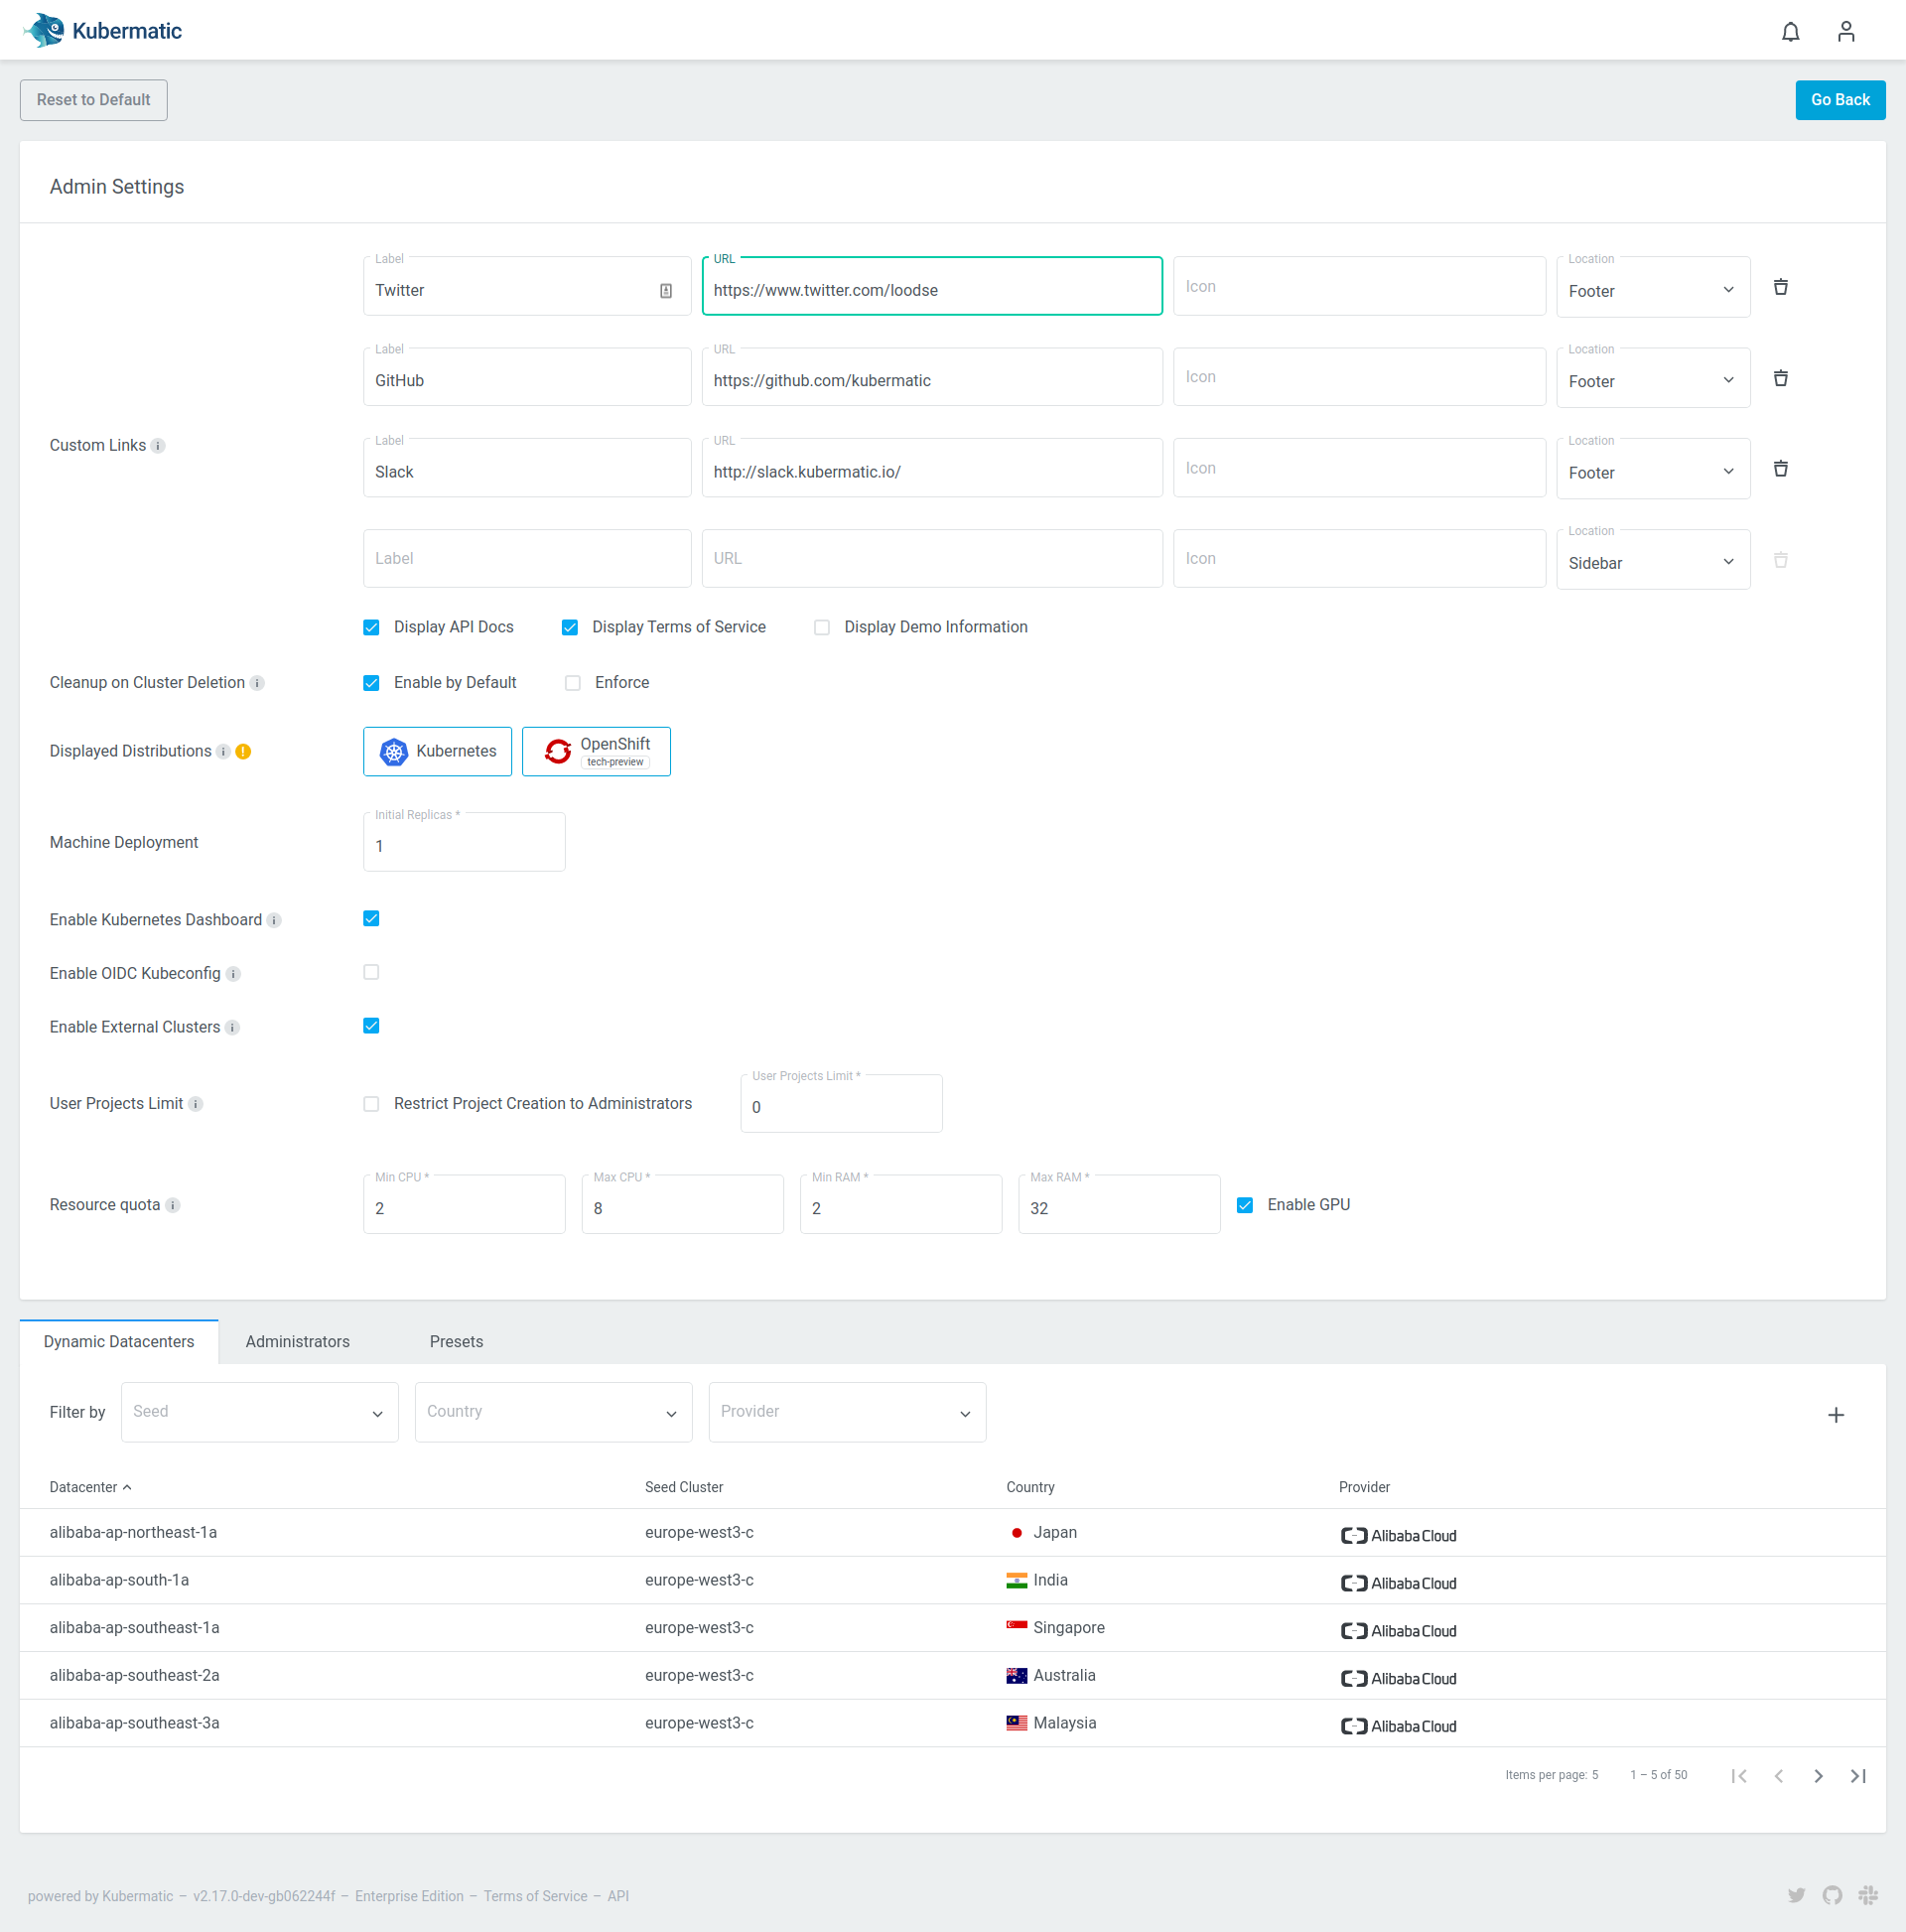 Kubermatic
Reset to Default
Go Back
Admin Settings
Custom Links
Label
Twitter
URL
https://www.twitter.com/loodse
Icon
Location
Footer
Label
GitHub
URL
https://github.com/kubermatic
Icon
Location
Footer
Label
Slack
URL
http://slack.kubermatic.io/
Icon
Location
Footer
Label
URL
Icon
Location
Sidebar
Display API Docs
Display Terms of Service
Display Demo Information
Cleanup on Cluster Deletion
Enable by Default
Enforce
Displayed Distributions
Kubernetes
OpenShift
tech-preview
Machine Deployment
Initial Replicas *
1
Enable Kubernetes Dashboard
Enable OIDC Kubeconfig
Enable External Clusters
User Projects Limit
Restrict Project Creation to Administrators
User Projects Limit *
0
Resource quota
Min CPU *
2
Max CPU *
8
Min RAM *
2
Max RAM *
32
Enable GPU
Dynamic Datacenters
Administrators
Presets
Filter by
Seed
Country
Provider
Datacenter Seed Cluster Country Provider
alibaba-ap-northeast-1a europe-west3-c Japan Alibaba Cloud
alibaba-ap-south-1a europe-west3-c India Alibaba Cloud
alibaba-ap-southeast-1a europe-west3-c Singapore Alibaba Cloud
alibaba-ap-southeast-2a europe-west3-c Australia Alibaba Cloud
alibaba-ap-southeast-3a europe-west3-c Malaysia Alibaba Cloud
Items per page: 5 1 – 5 of 50
powered by Kubermatic – v2.17.0-dev-gb062244f – Enterprise Edition – Terms of Service – API